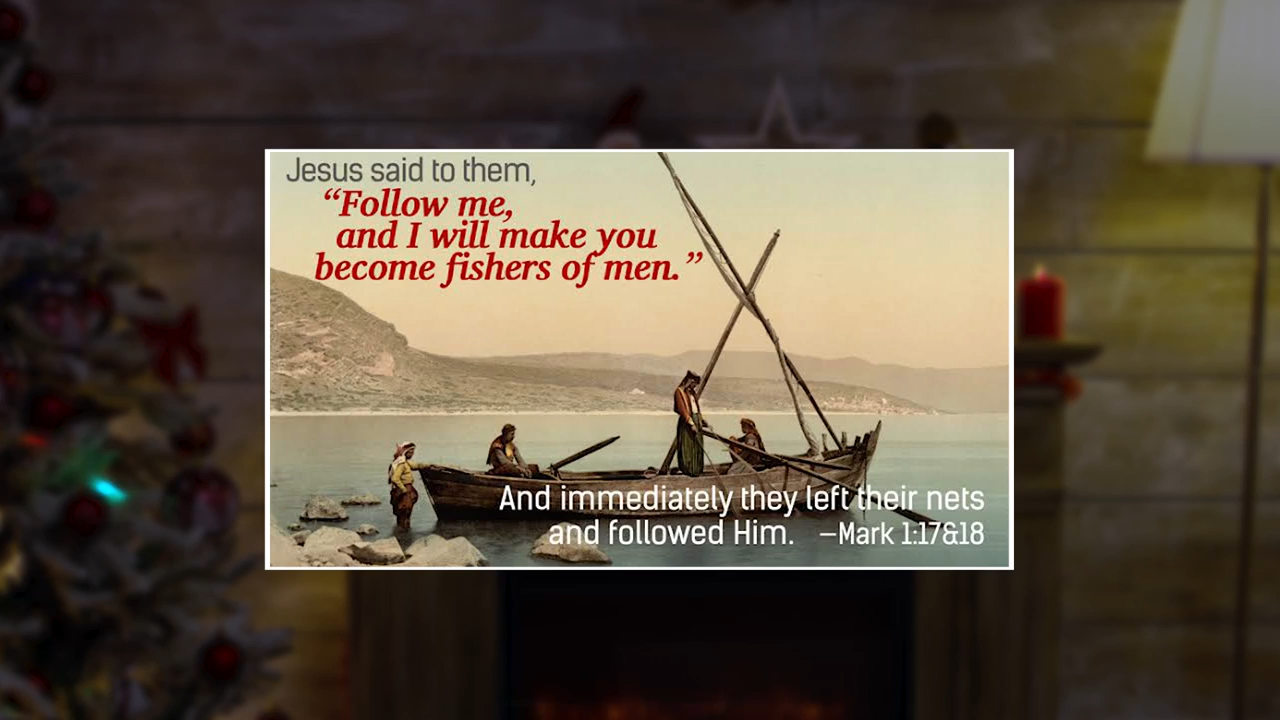 Jesus said to them,
“Follow me,
and I will make you
become fishers of men.”
And immediately they left their nets
and followed Him. –Mark 1:17&18